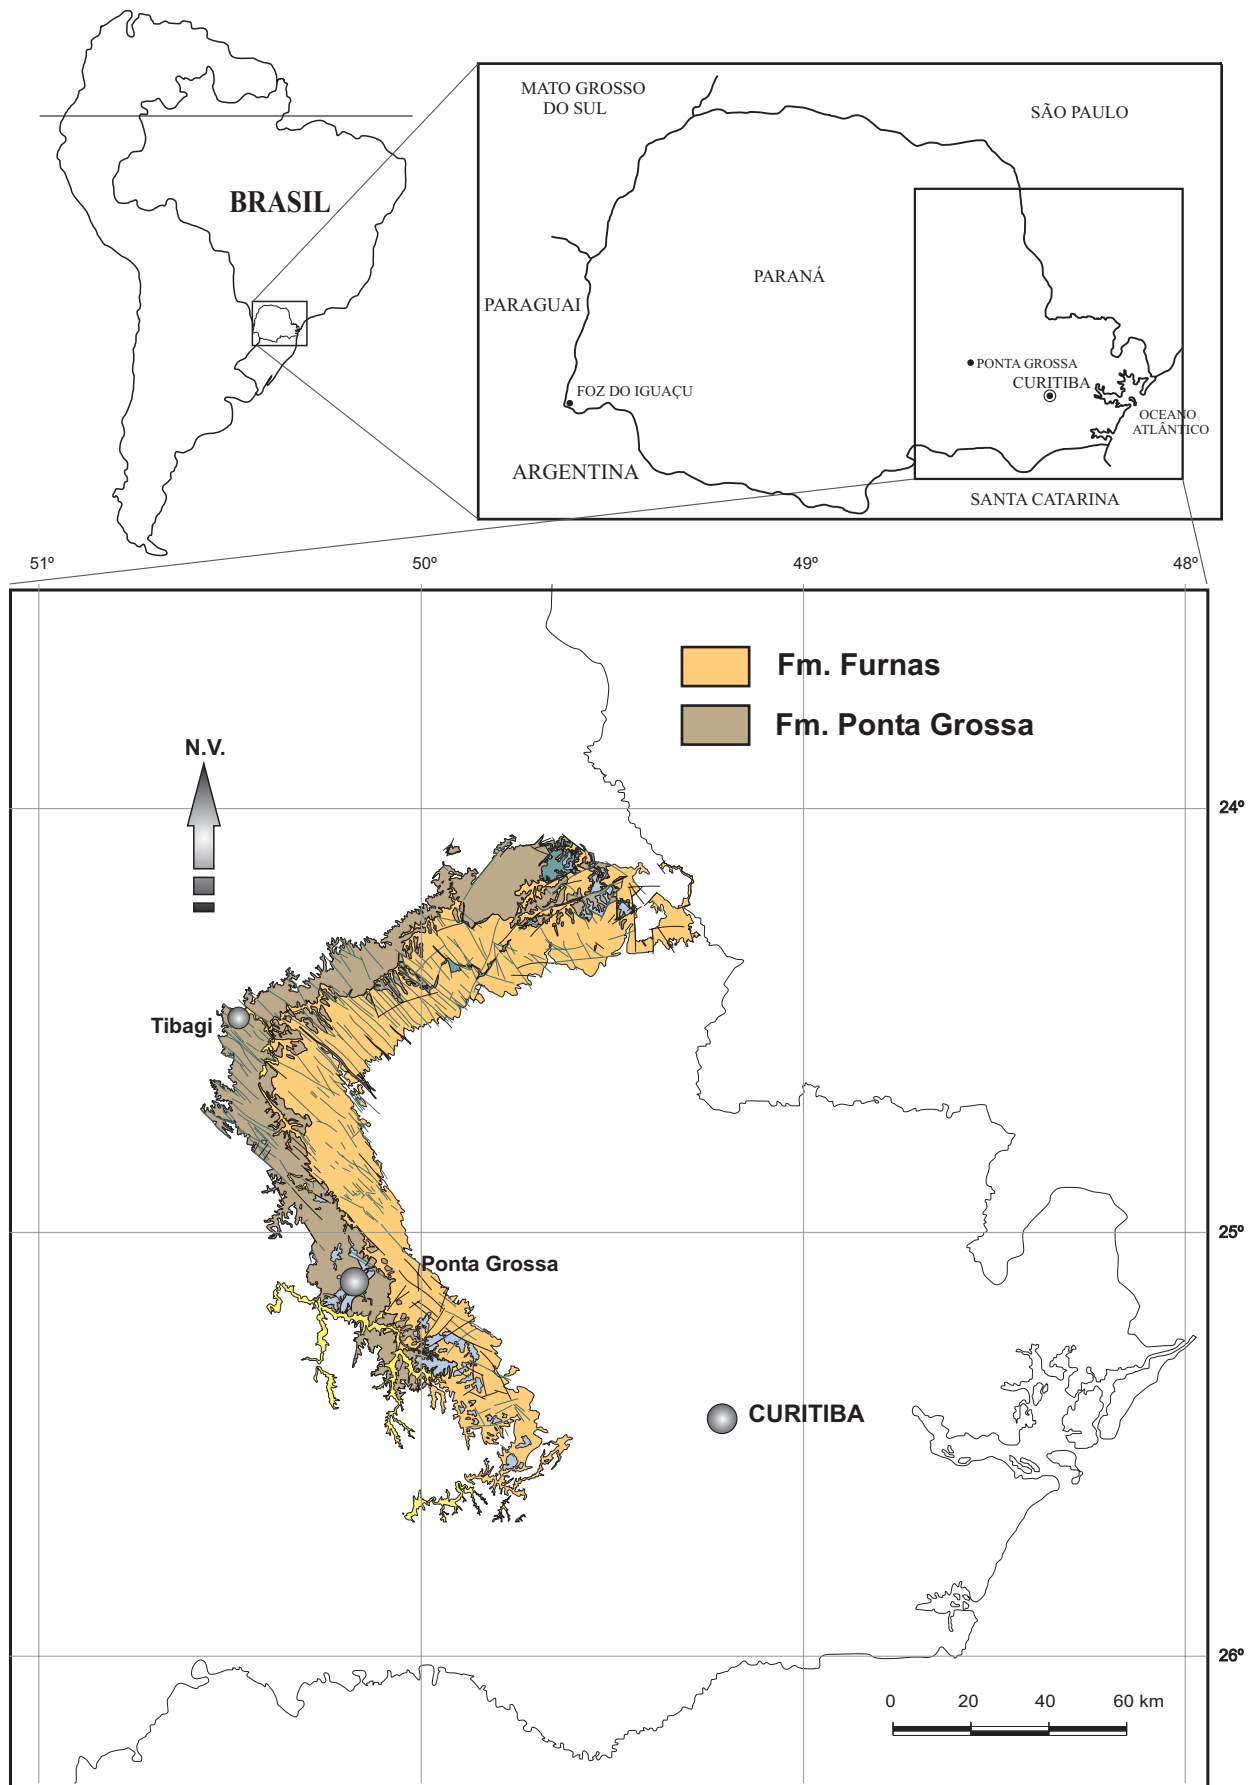 BRASIL
MATO GROSSO
DO SUL
SÃO PAULO
PARANÁ
PARAGUAI
PONTA GROSSA
CURITIBA
FOZ DO IGUAÇU
OCEANO
ATLÂNTICO
ARGENTINA
SANTA CATARINA
51º
50º
49º
48º
Fm. Furnas
Fm. Ponta Grossa
N.V.
24º
Tibagi
25º
Ponta Grossa
CURITIBA
26º
0
20
40
60 km